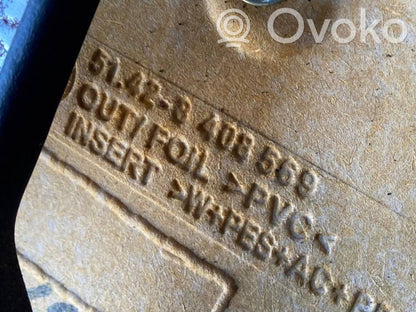 Ovoko
51.42-8 408 569
OUT/FOIL >PVC<
INSERT >W+PES+AC+P